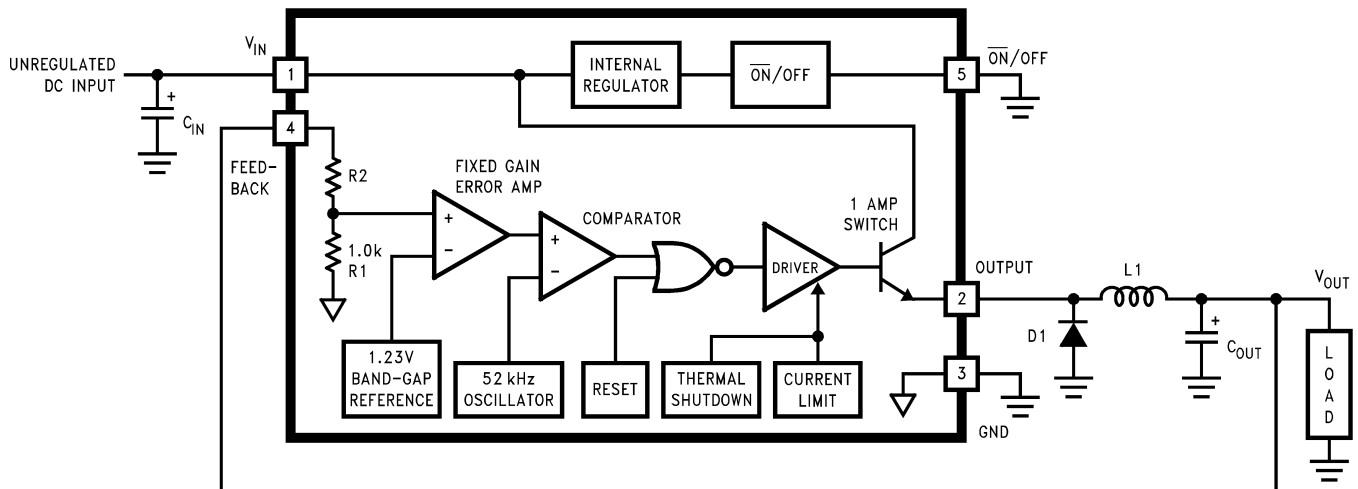 UNREGULATED
DC INPUT
V_IN
1
+
C_IN
4
FEED-
BACK
INTERNAL
REGULATOR
ON/OFF
5
ON/OFF
R2
1.0k
R1
FIXED GAIN
ERROR AMP
+
-
COMPARATOR
+
-
1 AMP
SWITCH
DRIVER
OUTPUT
2
L1
V_OUT
D1
+
C_OUT
L
O
A
D
1.23V
BAND-GAP
REFERENCE
52 kHz
OSCILLATOR
RESET
THERMAL
SHUTDOWN
CURRENT
LIMIT
3
GND